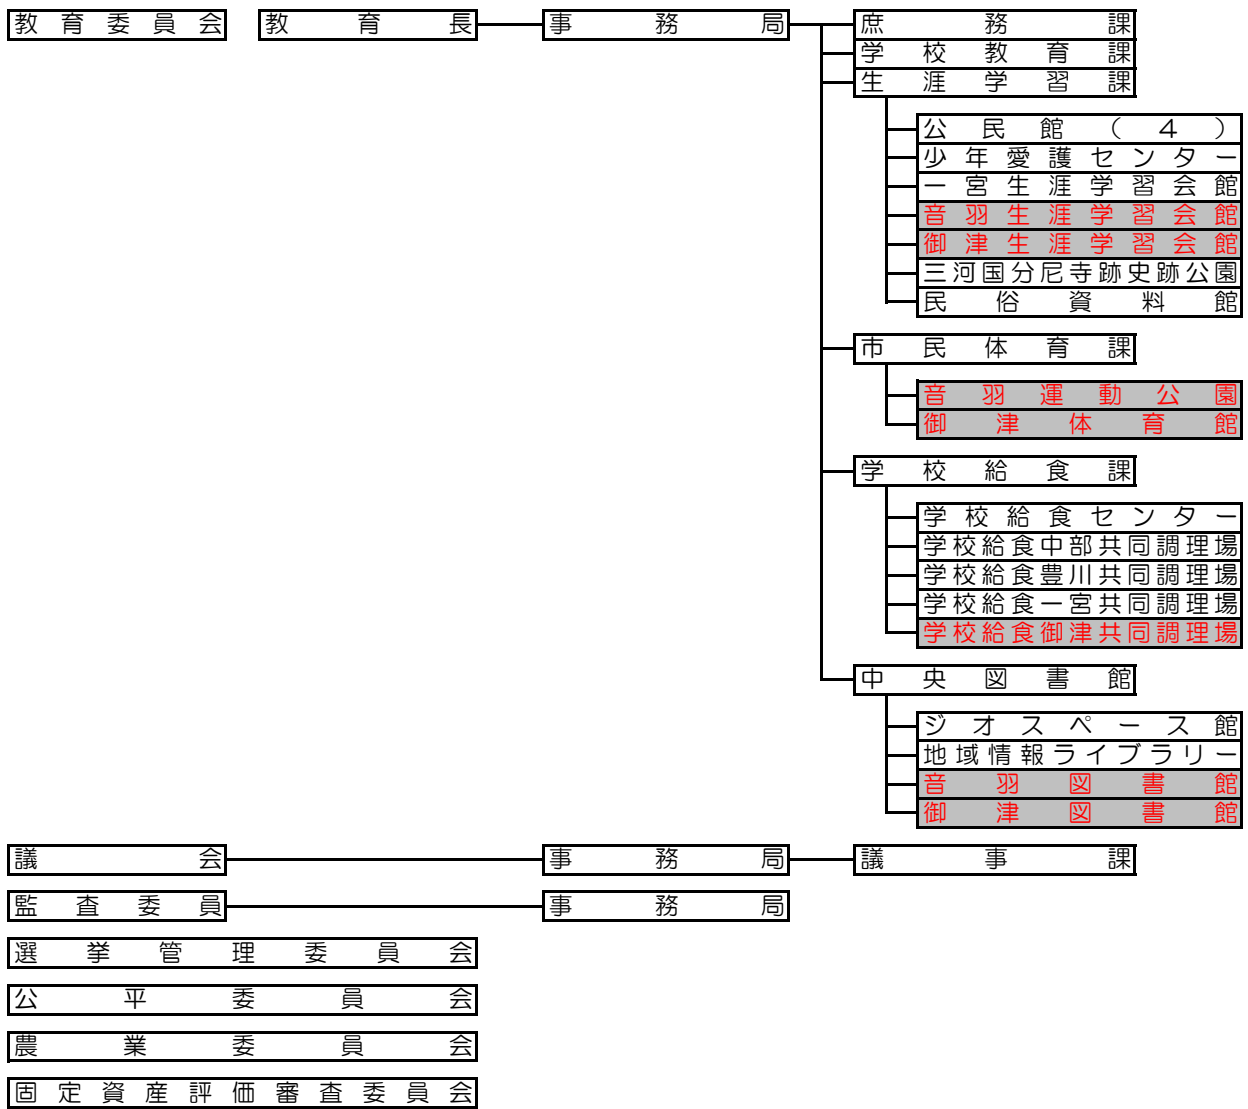 教育委員会 教育長 事務局 庶務課
学校教育課
生涯学習課
公民館（４）
少年愛護センター
一宮生涯学習会館
音羽生涯学習会館
御津生涯学習会館
三河国分尼寺跡史跡公園
民俗資料館
市民体育課
音羽運動公園
御津体育館
学校給食課
学校給食センター
学校給食中部共同調理場
学校給食豊川共同調理場
学校給食一宮共同調理場
学校給食御津共同調理場
中央図書館
ジオスペース館
地域情報ライブラリー
音羽図書館
御津図書館
議会 事務局 議事課
監査委員 事務局
選挙管理委員会
公平委員会
農業委員会
固定資産評価審査委員会